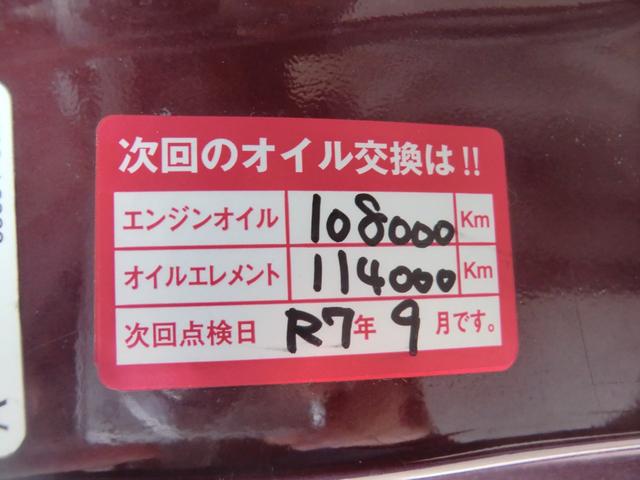 次回のオイル交換は!!
エンジンオイル 108000 Km
オイルエレメント 114000 Km
次回点検日 R7年 9月です。